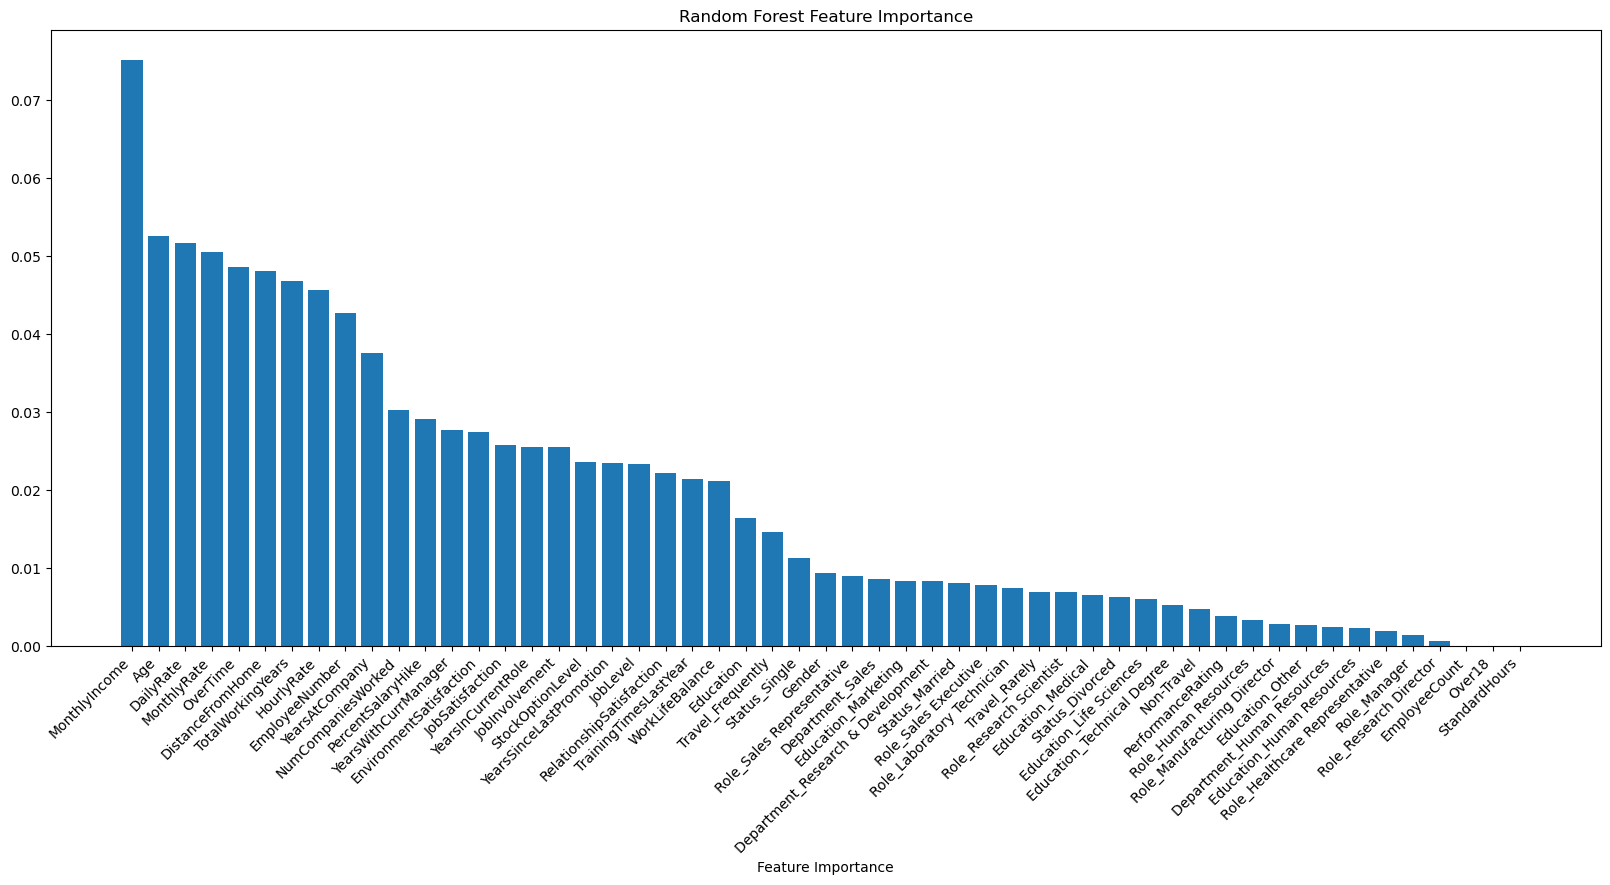 Random Forest Feature Importance
0.07
0.06
0.05
0.04
0.03
0.02
0.01
0.00
MonthlyIncome
Age
DailyRate
MonthlyRate
OverTime
DistanceFromHome
TotalWorkingYears
HourlyRate
EmployeeNumber
YearsAtCompany
NumCompaniesWorked
PercentSalaryHike
YearsWithCurrManager
EnvironmentSatisfaction
JobSatisfaction
YearsInCurrentRole
JobInvolvement
StockOptionLevel
YearsSinceLastPromotion
JobLevel
RelationshipSatisfaction
TrainingTimesLastYear
WorkLifeBalance
Education
Travel_Frequently
Status_Single
Gender
Role_Sales Representative
Department_Sales
Education_Marketing
Department_Research & Development
Status_Married
Role_Sales Executive
Role_Laboratory Technician
Travel_Rarely
Role_Research Scientist
Education_Medical
Status_Divorced
Education_Life Sciences
Education_Technical Degree
Non-Travel
PerformanceRating
Role_Human Resources
Role_Manufacturing Director
Education_Other
Department_Human Resources
Education_Human Resources
Role_Healthcare Representative
Role_Manager
Role_Research Director
EmployeeCount
Over18
StandardHours
Feature Importance